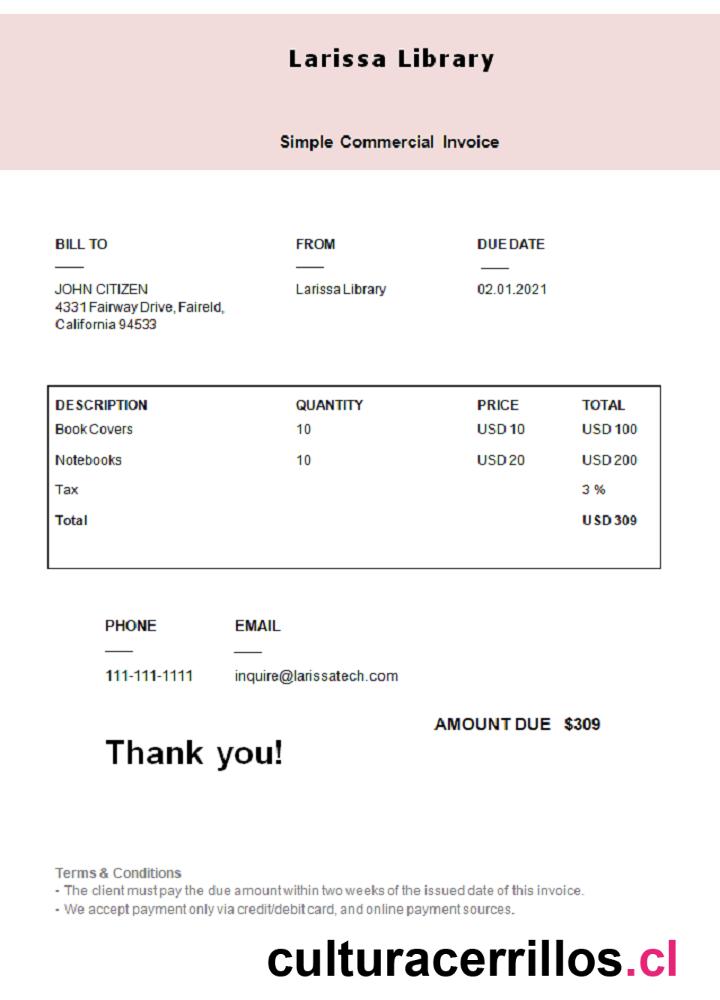 Larissa Library
Simple Commercial Invoice
BILL TO FROM DUE DATE
JOHN CITIZEN Larissa Library 02.01.2021
4331 Fairway Drive, Faireld,
California 94533
DESCRIPTION QUANTITY PRICE TOTAL
Book Covers 10 USD 10 USD 100
Notebooks 10 USD 20 USD 200
Tax 3 %
Total USD 309
PHONE EMAIL
111-111-1111 inquire@larissatech.com
AMOUNT DUE $309
Thank you!
Terms & Conditions
- The client must pay the due amount within two weeks of the issued date of this invoice.
- We accept payment only via credit/debit card, and online payment sources.
culturacerrillos.cl